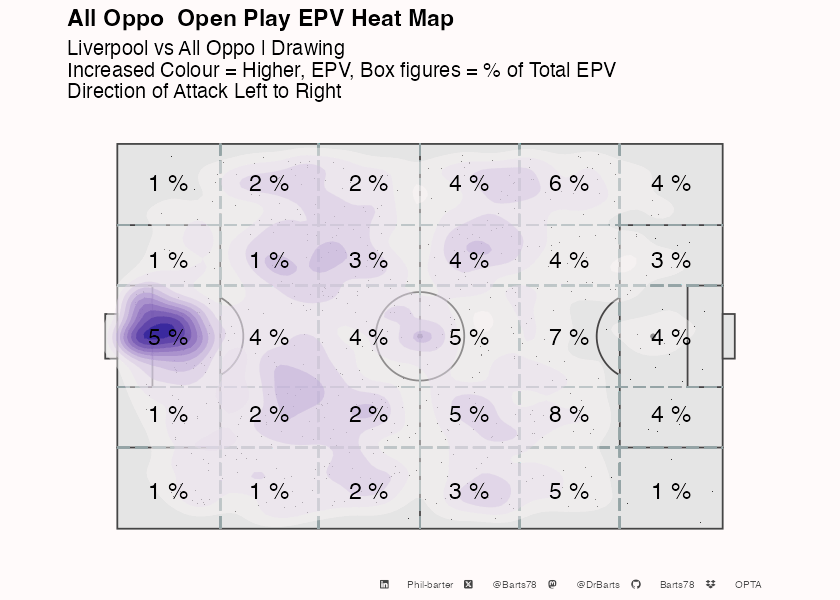 All Oppo  Open Play EPV Heat Map
Liverpool vs All Oppo | Drawing
Increased Colour = Higher, EPV, Box figures = % of Total EPV
Direction of Attack Left to Right
1 % 2 % 2 % 4 % 6 % 4 %
1 % 1 % 3 % 4 % 4 % 3 %
5 % 4 % 4 % 5 % 7 % 4 %
1 % 2 % 2 % 5 % 8 % 4 %
1 % 1 % 2 % 3 % 5 % 1 %
Phil-barter @Barts78 @DrBarts Barts78 OPTA